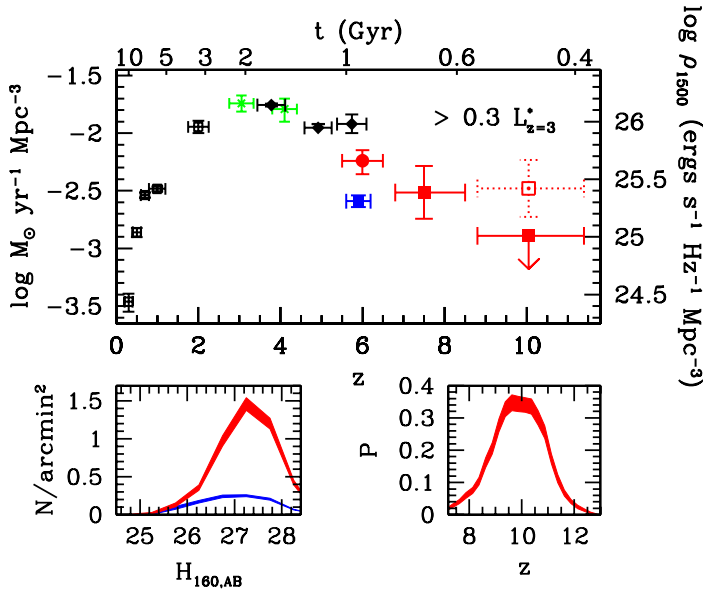 t (Gyr)
10 3 2 1 0.6 0.4
log M⊙ yr⁻¹ Mpc⁻³
−1.5
−2
−2.5
−3
−3.5
> 0.3 L*z=3
26
25.5
25
24.5
log ρ1500 (ergs s⁻¹ Hz⁻¹ Mpc⁻³)
0 2 4 6 8 10
z
N/arcmin²
1.5
1
0.5
0
25 26 27 28
H160,AB
P
0.4
0.3
0.2
0.1
0
8 10 12
z